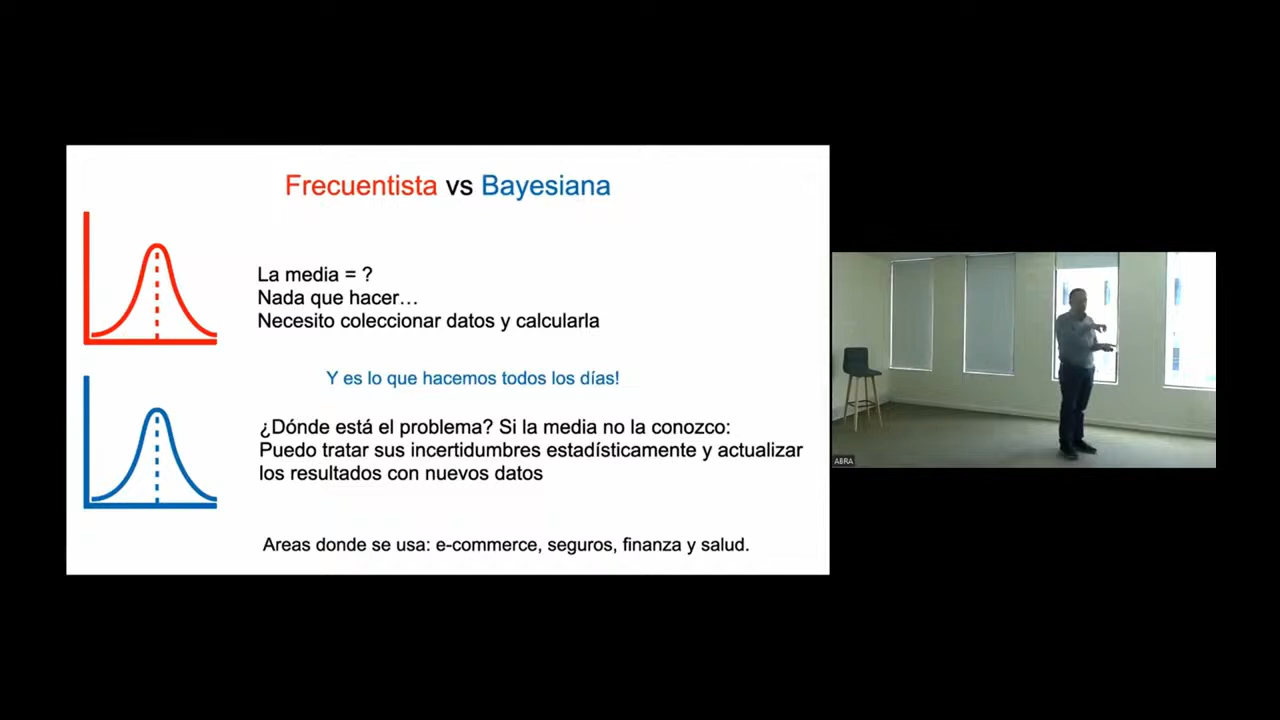 Frecuentista vs Bayesiana
La media = ?
Nada que hacer…
Necesito coleccionar datos y calcularla
Y es lo que hacemos todos los días!
¿Dónde está el problema? Si la media no la conozco:
Puedo tratar sus incertidumbres estadísticamente y actualizar
los resultados con nuevos datos
Areas donde se usa: e-commerce, seguros, finanza y salud.
ABRA